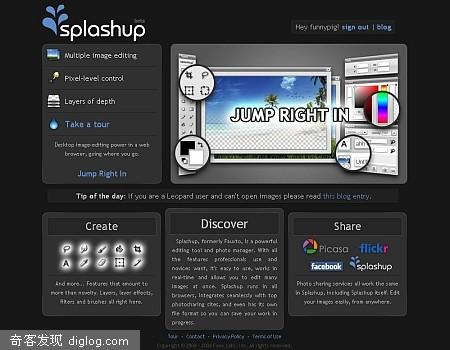 splashup
beta
Hey funnypig! sign out | blog
Multiple image editing
Pixel-level control
Layers of depth
Take a tour
Desktop image-editing power in a web
browser, going where you go.
Jump Right In
JUMP RIGHT IN
A
Tip of the day: If you are a Leopard user and can't open images please read this blog entry.
Create
And more... Features that amount to
more than novelty. Layers, layer effects,
filters and brushes all right here.
Discover
Splashup, formerly Fauxto, is a powerful
editing tool and photo manager. With all
the features professionals use and
novices want, it's easy to use, works in
real-time and allows you to edit many
images at once. Splashup runs in all
browsers, integrates seamlessly with top
photosharing sites, and even has its own
file format so you can save your work in
progress.
Share
Picasa
flickr
facebook
splashup
Photo sharing services all work the same
in Splashup, including Splashup itself. Edit
your images easily, from anywhere.
Tour - Contact - Privacy Policy - Terms of Use
Copyright © 2006 - 2008 Faux Labs, Inc. All rights reserved.
奇客发现 diglog.com